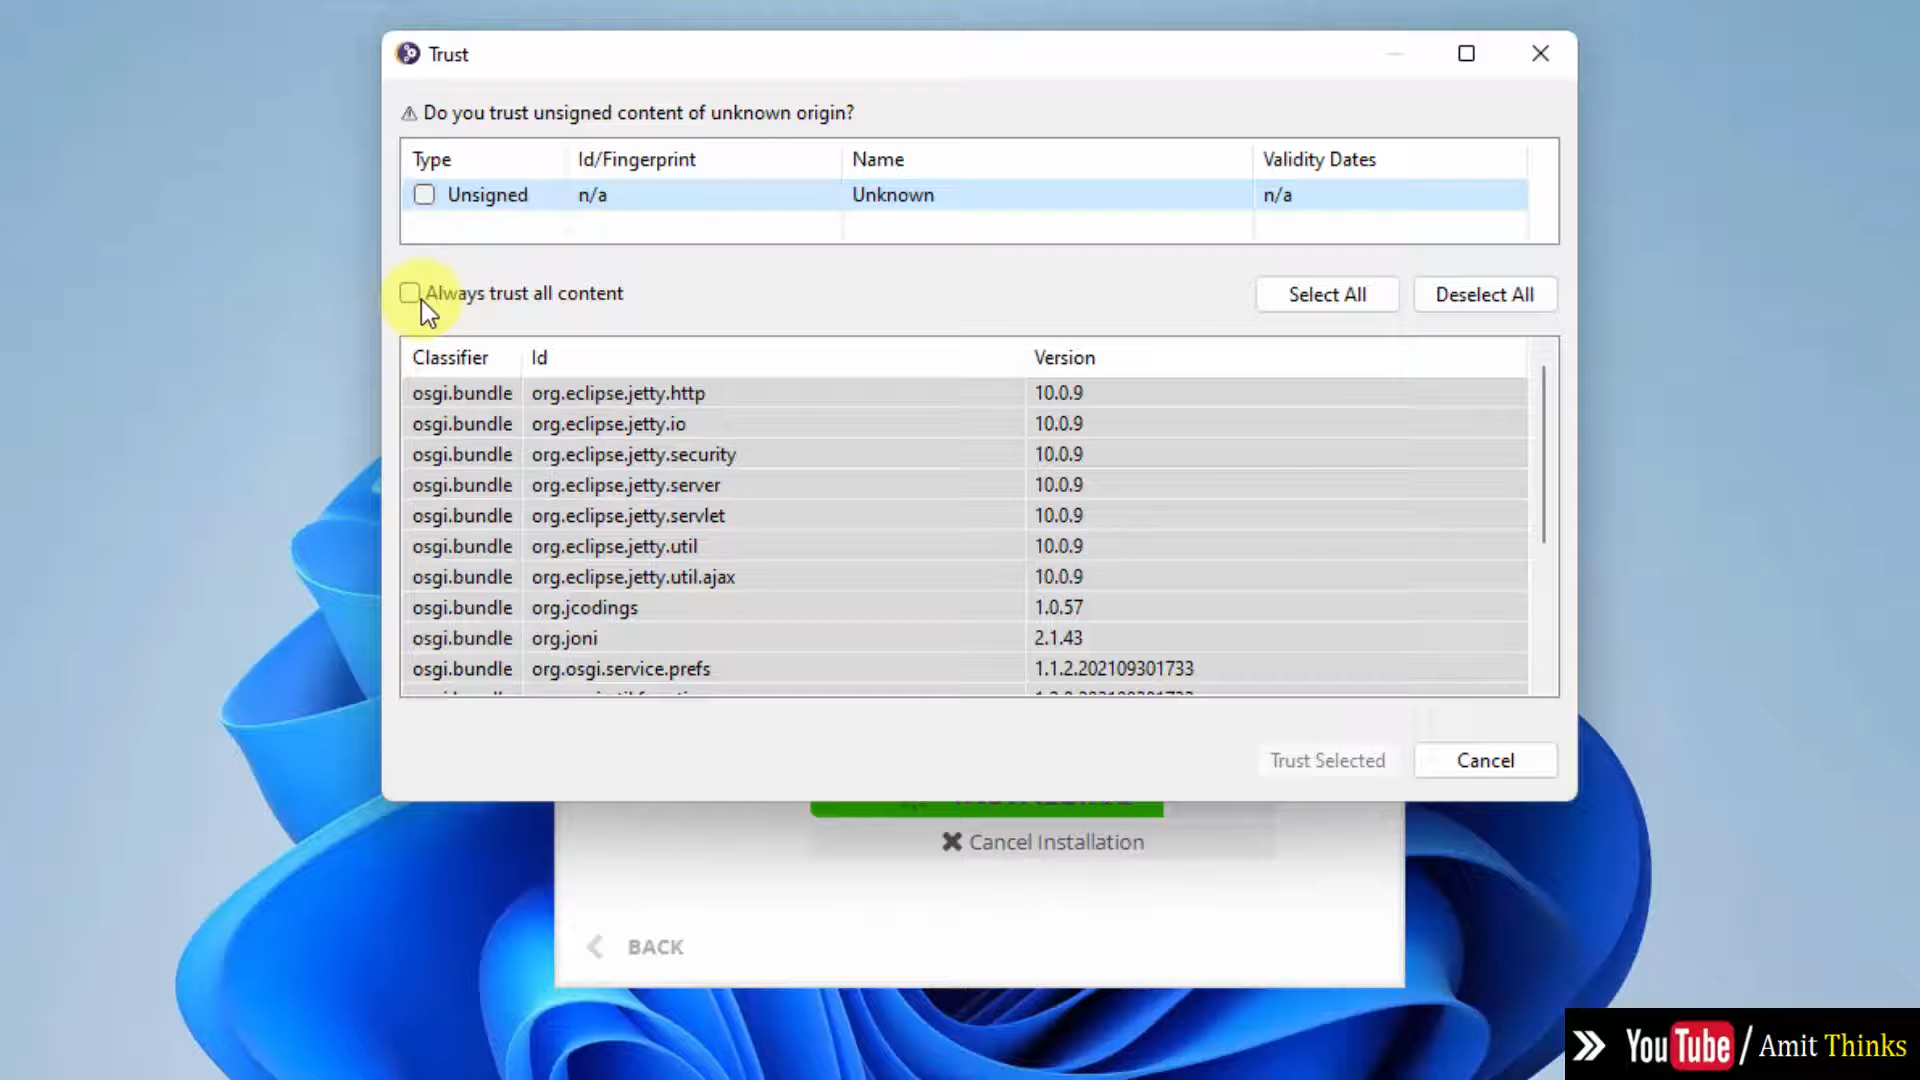 Trust
Do you trust unsigned content of unknown origin?
Type Id/Fingerprint Name Validity Dates
Unsigned n/a Unknown n/a
Always trust all content Select All Deselect All
Classifier Id Version
osgi.bundle org.eclipse.jetty.http 10.0.9
osgi.bundle org.eclipse.jetty.io 10.0.9
osgi.bundle org.eclipse.jetty.security 10.0.9
osgi.bundle org.eclipse.jetty.server 10.0.9
osgi.bundle org.eclipse.jetty.servlet 10.0.9
osgi.bundle org.eclipse.jetty.util 10.0.9
osgi.bundle org.eclipse.jetty.util.ajax 10.0.9
osgi.bundle org.jcodings 1.0.57
osgi.bundle org.joni 2.1.43
osgi.bundle org.osgi.service.prefs 1.1.2.202109301733
Trust Selected Cancel
Cancel Installation
BACK
YouTube / Amit Thinks